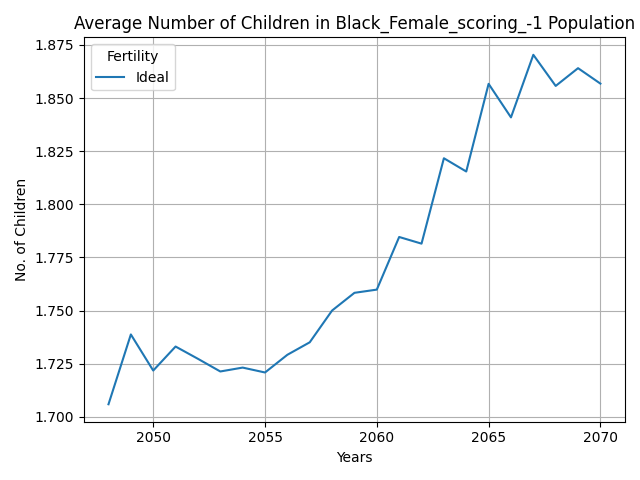 Average Number of Children in Black_Female_scoring_-1 Population
Fertility
Ideal
No. of Children
1.875
1.850
1.825
1.800
1.775
1.750
1.725
1.700
2050 2055 2060 2065 2070
Years